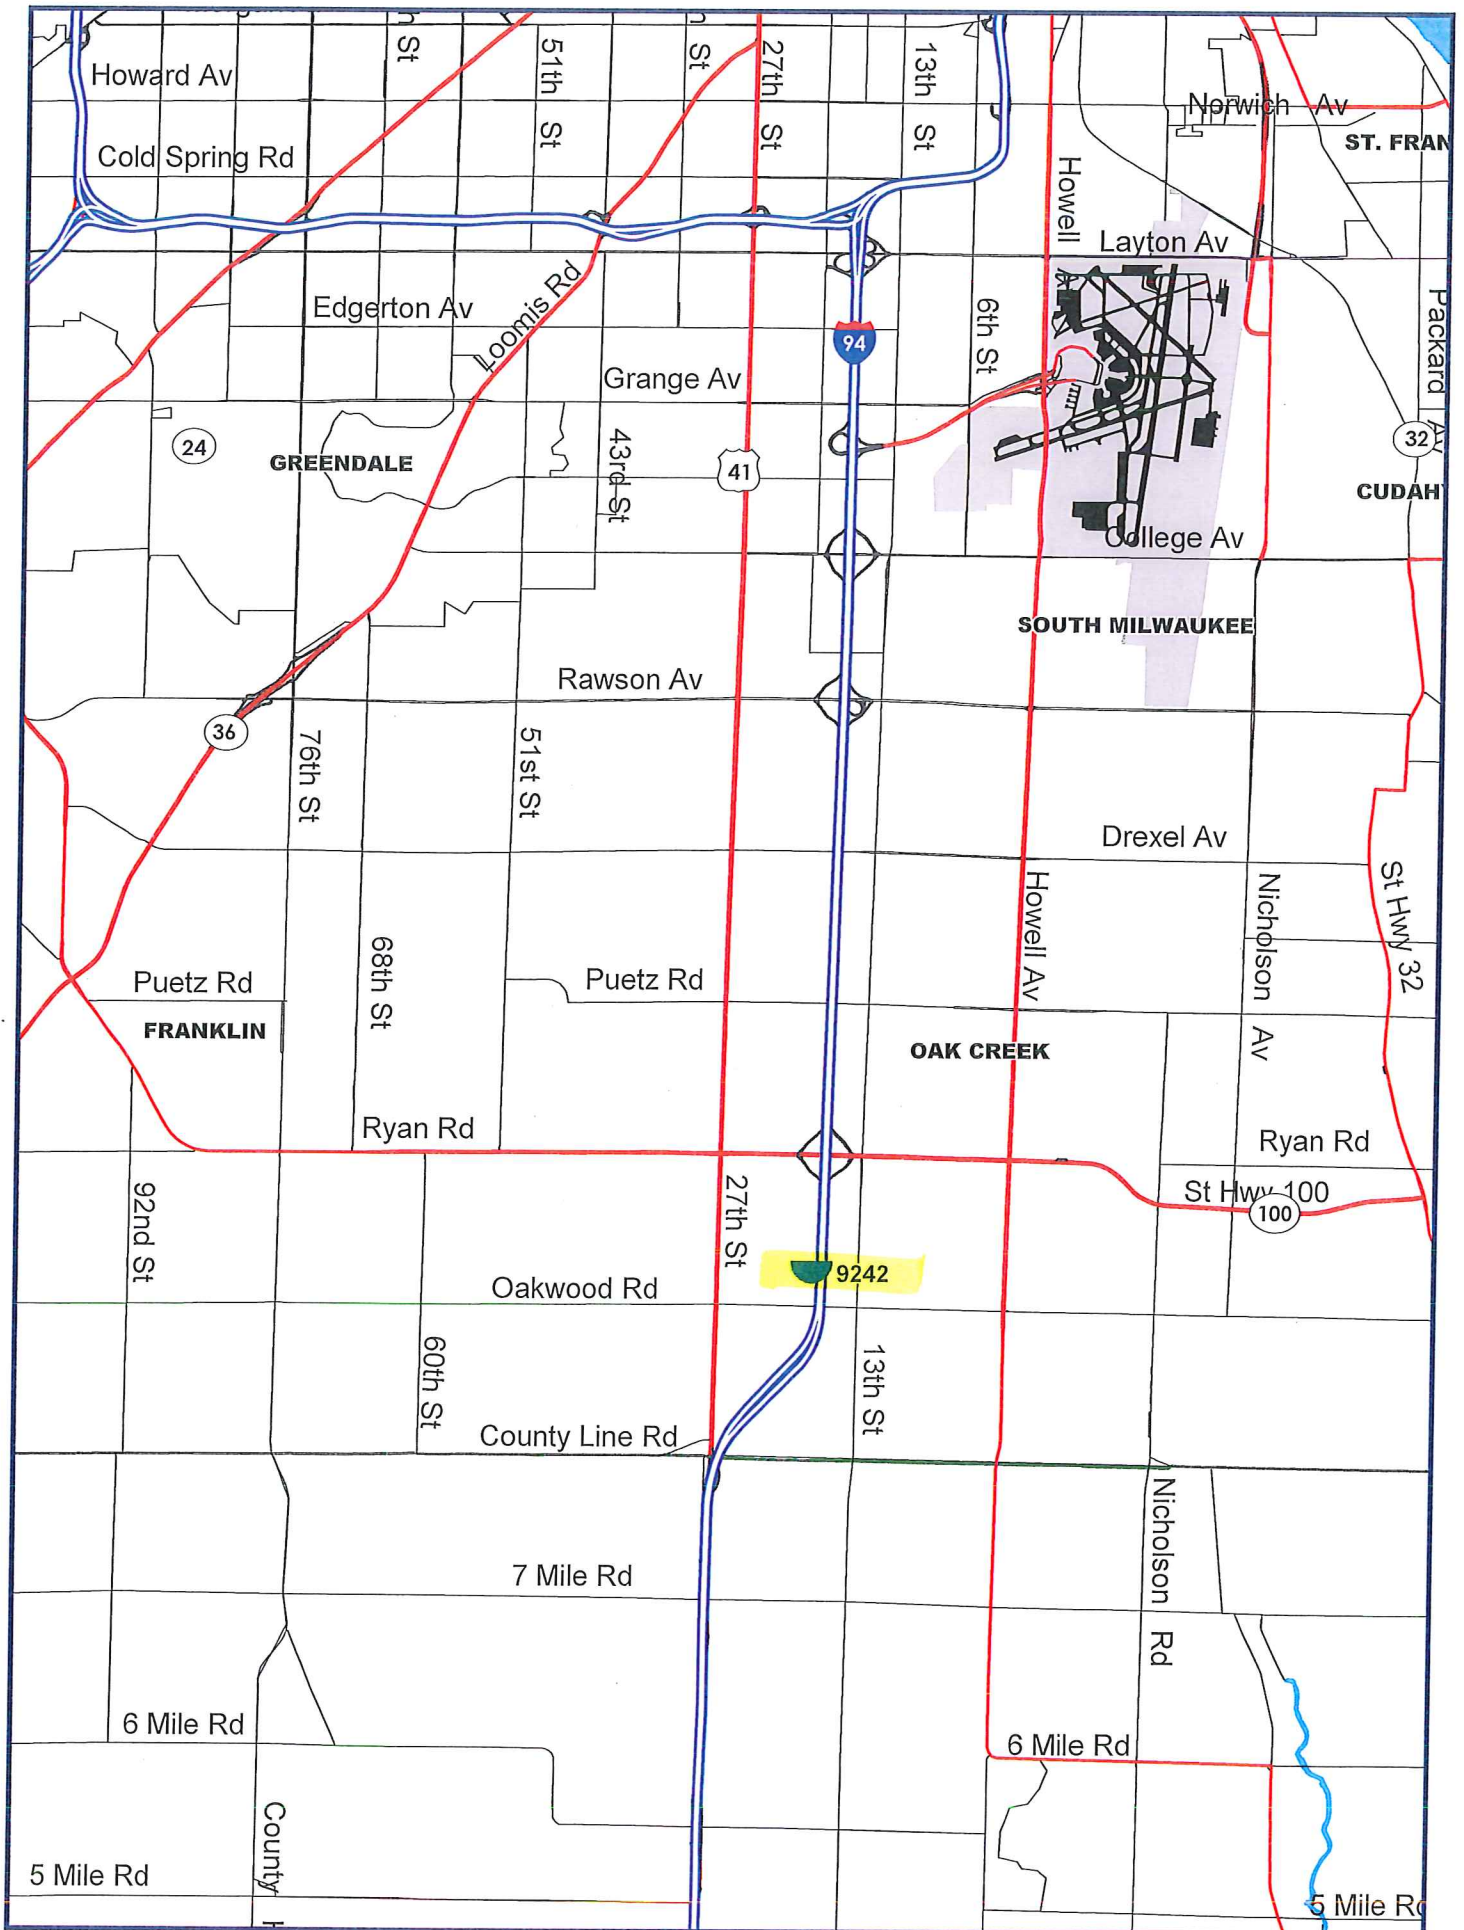 St
51th St
St
27th St
13th St
Howard Av
Norwich Av
ST. FRAN
Cold Spring Rd
Howell
Layton Av
Loomis Rd
Edgerton Av
6th St
Packard Av
94
Grange Av
24
GREENDALE
43rd St
41
32
CUDAHY
College Av
SOUTH MILWAUKEE
Rawson Av
36
76th St
51st St
Drexel Av
Howell Av
Nicholson Av
St Hwy 32
68th St
Puetz Rd
Puetz Rd
FRANKLIN
OAK CREEK
Ryan Rd
Ryan Rd
St Hwy 100
100
92nd St
27th St
9242
Oakwood Rd
60th St
13th St
County Line Rd
Nicholson Rd
7 Mile Rd
6 Mile Rd
6 Mile Rd
County
5 Mile Rd
5 Mile Rd